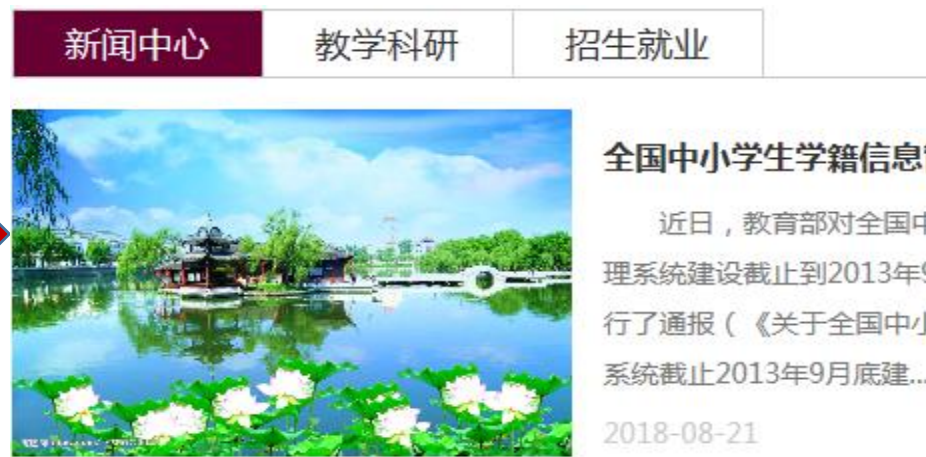 新闻中心
教学科研
招生就业
全国中小学生学籍信息
近日，教育部对全国中
理系统建设截止到2013年9
行了通报（《关于全国中小
系统截止2013年9月底建...
2018-08-21